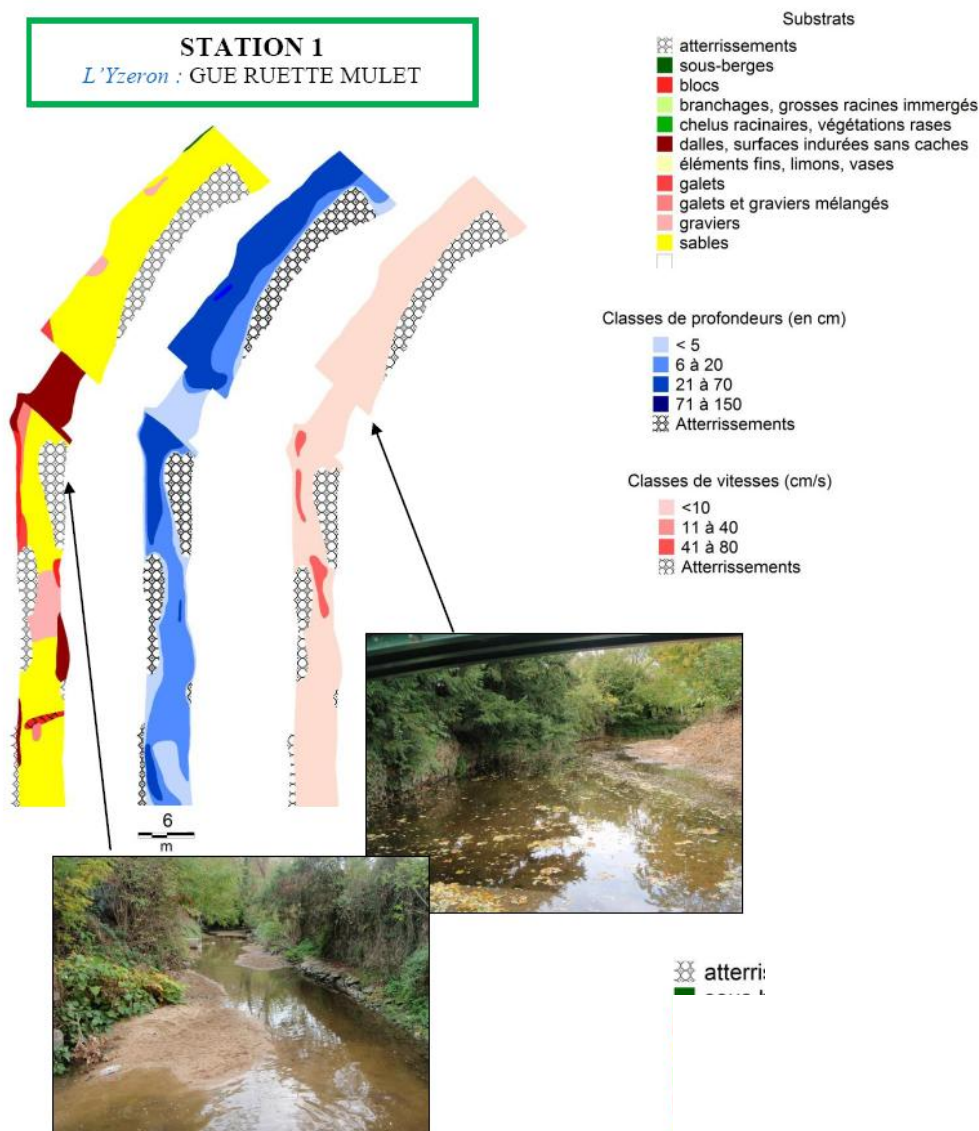 STATION 1
L'Yzeron : GUE RUETTE MULET
Substrats
atterrissements
sous-berges
blocs
branchages, grosses racines immergés
chelus racinaires, végétations rases
dalles, surfaces indurées sans caches
éléments fins, limons, vases
galets
galets et graviers mélangés
graviers
sables
Classes de profondeurs (en cm)
< 5
6 à 20
21 à 70
71 à 150
Atterrissements
Classes de vitesses (cm/s)
<10
11 à 40
41 à 80
Atterrissements
6
m
atterri